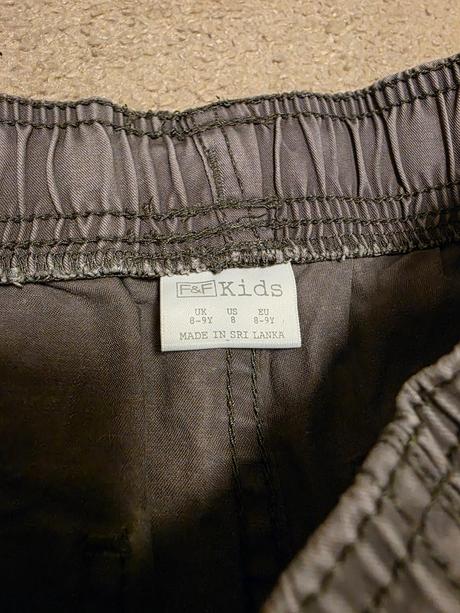 F&F Kids
UK US EU
8-9Y 8 8-9Y
MADE IN SRI LANKA